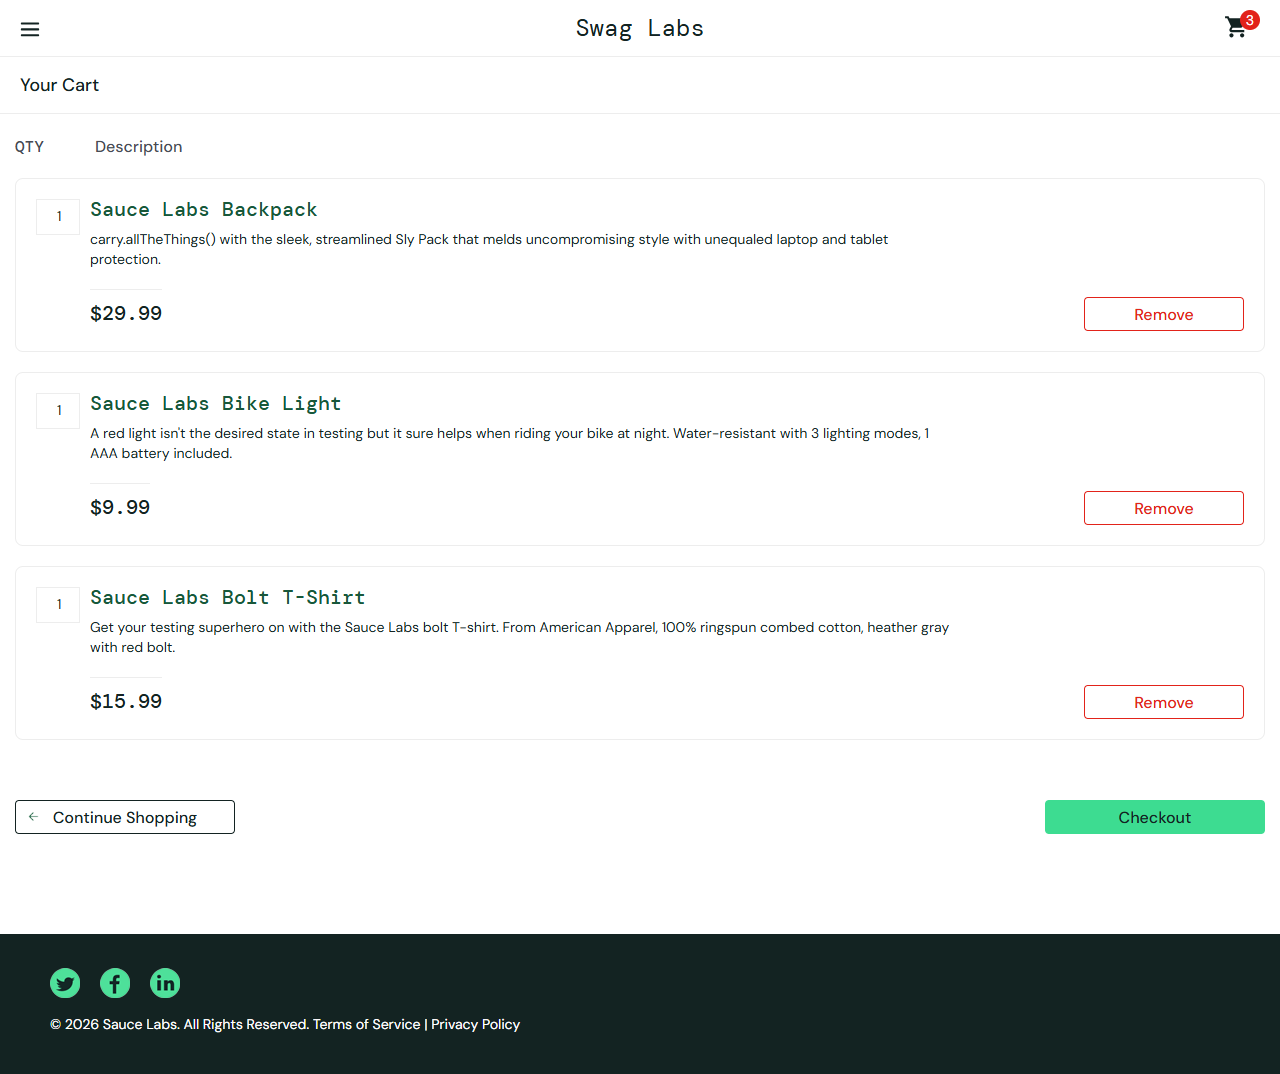 Swag Labs
3
Your Cart
QTY Description
1
Sauce Labs Backpack
carry.allTheThings() with the sleek, streamlined Sly Pack that melds uncompromising style with unequaled laptop and tablet
protection.
$29.99
Remove
1
Sauce Labs Bike Light
A red light isn't the desired state in testing but it sure helps when riding your bike at night. Water-resistant with 3 lighting modes, 1
AAA battery included.
$9.99
Remove
1
Sauce Labs Bolt T-Shirt
Get your testing superhero on with the Sauce Labs bolt T-shirt. From American Apparel, 100% ringspun combed cotton, heather gray
with red bolt.
$15.99
Remove
Continue Shopping
Checkout
© 2026 Sauce Labs. All Rights Reserved. Terms of Service | Privacy Policy